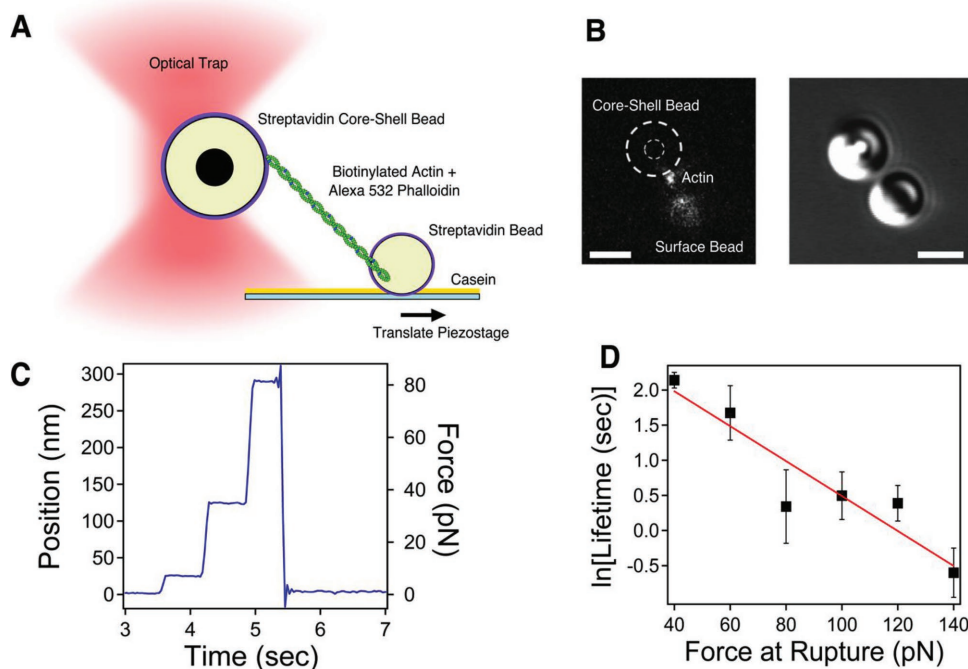 A
Optical Trap
Streptavidin Core-Shell Bead
Biotinylated Actin +
Alexa 532 Phalloidin
Streptavidin Bead
Casein
Translate Piezostage
B
Core-Shell Bead
Actin
Surface Bead
C
Position (nm)
300
250
200
150
100
50
0
3
4
5
6
7
Time (sec)
80
60
40
20
0
Force (pN)
D
ln[Lifetime (sec)]
2.0
1.5
1.0
0.5
0.0
-0.5
40
60
80
100
120
140
Force at Rupture (pN)